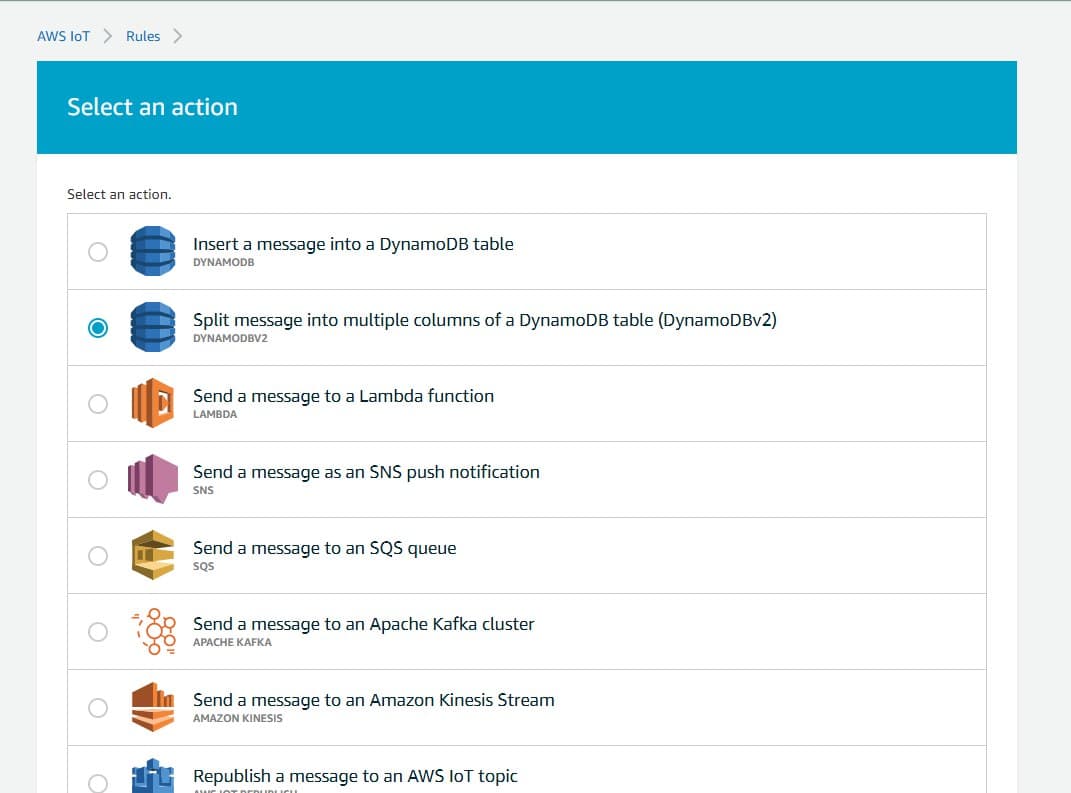 AWS IoT > Rules >
Select an action
Select an action.
Insert a message into a DynamoDB table
DYNAMODB
Split message into multiple columns of a DynamoDB table (DynamoDBv2)
DYNAMODBV2
Send a message to a Lambda function
LAMBDA
Send a message as an SNS push notification
SNS
Send a message to an SQS queue
SQS
Send a message to an Apache Kafka cluster
APACHE KAFKA
Send a message to an Amazon Kinesis Stream
AMAZON KINESIS
Republish a message to an AWS IoT topic
AWS IOT REPUBLISH